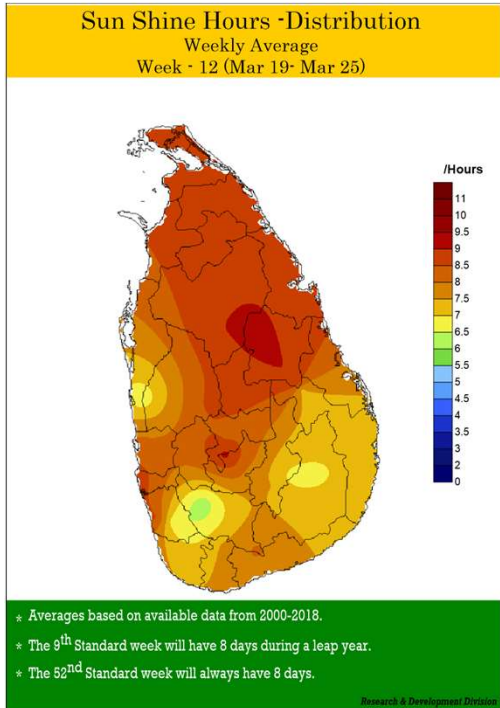 Sun Shine Hours -Distribution
Weekly Average
Week - 12 (Mar 19- Mar 25)
/Hours
11
10
9.5
9
8.5
8
7.5
7
6.5
6
5.5
5
4.5
4
3.5
3
2
0
* Averages based on available data from 2000-2018.
* The 9th Standard week will have 8 days during a leap year.
* The 52nd Standard week will always have 8 days.
Research & Development Division